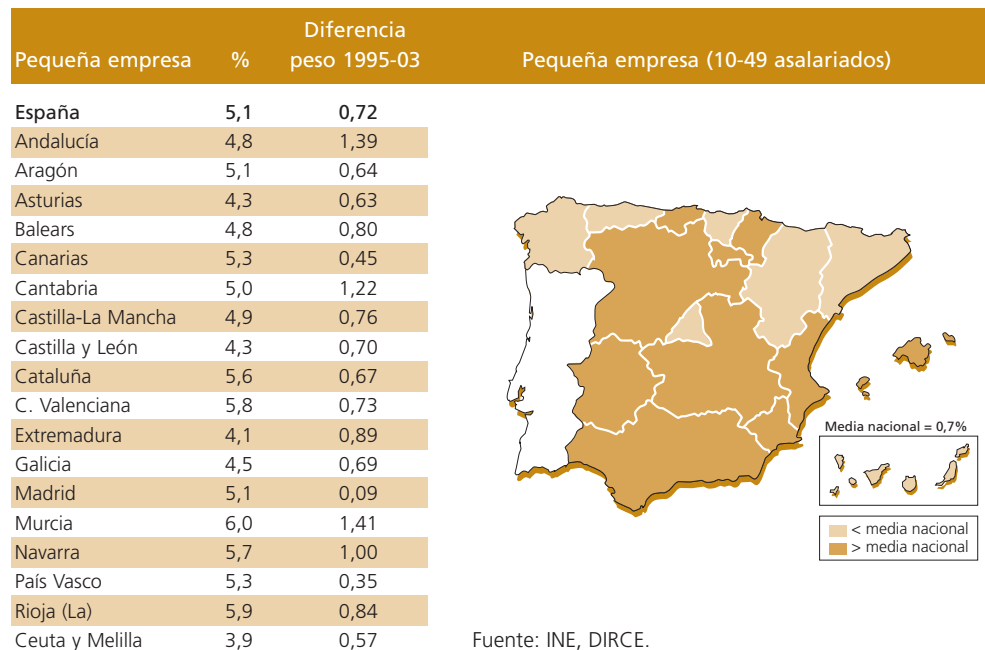 Diferencia
Pequeña empresa % peso 1995-03 Pequeña empresa (10-49 asalariados)
España 5,1 0,72
Andalucía 4,8 1,39
Aragón 5,1 0,64
Asturias 4,3 0,63
Balears 4,8 0,80
Canarias 5,3 0,45
Cantabria 5,0 1,22
Castilla-La Mancha 4,9 0,76
Castilla y León 4,3 0,70
Cataluña 5,6 0,67
C. Valenciana 5,8 0,73
Extremadura 4,1 0,89
Galicia 4,5 0,69
Madrid 5,1 0,09
Murcia 6,0 1,41
Navarra 5,7 1,00
País Vasco 5,3 0,35
Rioja (La) 5,9 0,84
Ceuta y Melilla 3,9 0,57
Media nacional = 0,7%
< media nacional
> media nacional
Fuente: INE, DIRCE.